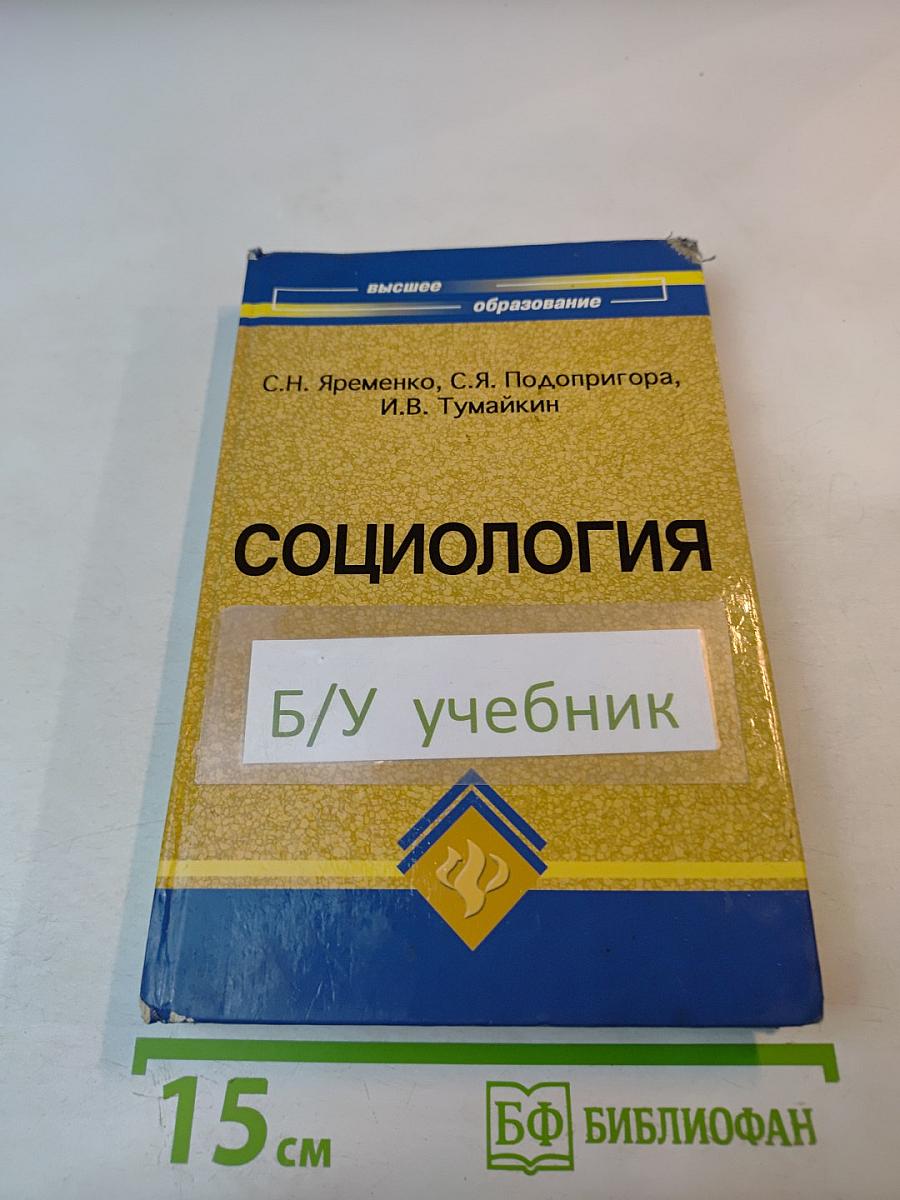 высшее
образование
С.Н. Яременко, С.Я. Подопригора,
И.В. Тумайкин
СОЦИОЛОГИЯ
Б/У учебник
15 см
БФ БИБЛИОФАН